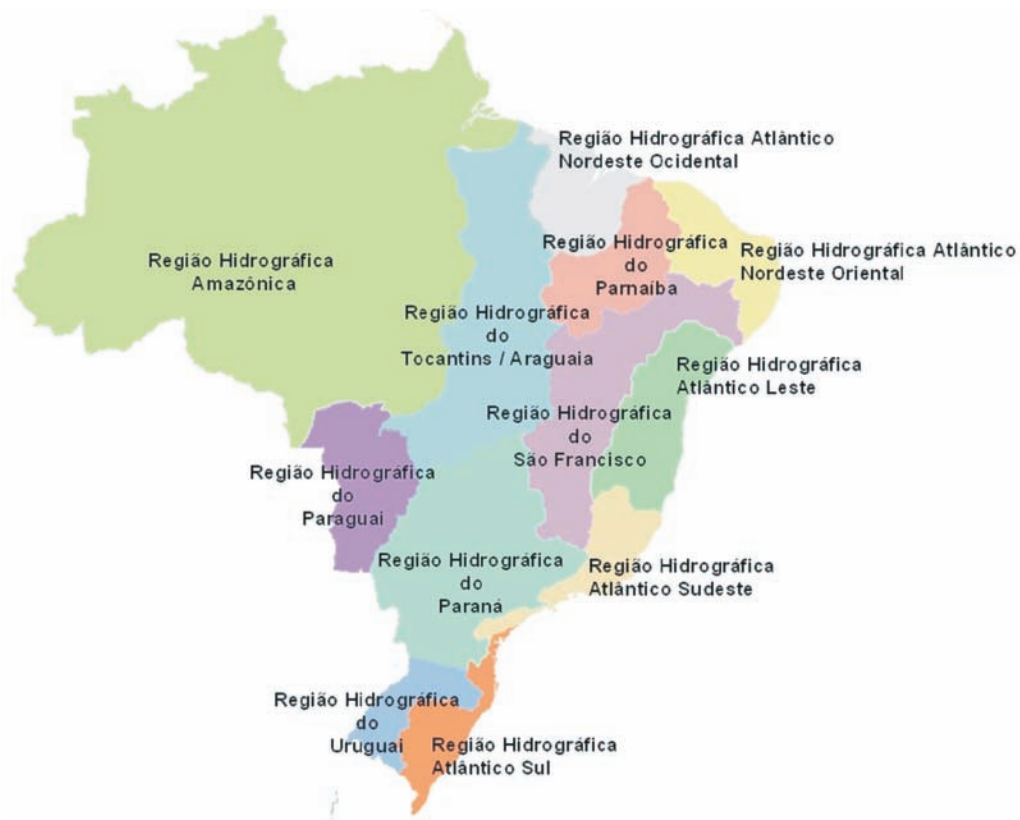 Região Hidrográfica Atlântico
Nordeste Ocidental
Região Hidrográfica
do
Parnaíba
Região Hidrográfica Atlântico
Nordeste Oriental
Região Hidrográfica
Amazônica
Região Hidrográfica
do
Tocantins / Araguaia
Região Hidrográfica
Atlântico Leste
Região Hidrográfica
do
São Francisco
Região Hidrográfica
do
Paraguai
Região Hidrográfica
do
Paraná
Região Hidrográfica
Atlântico Sudeste
Região Hidrográfica
do
Uruguai
Região Hidrográfica
Atlântico Sul